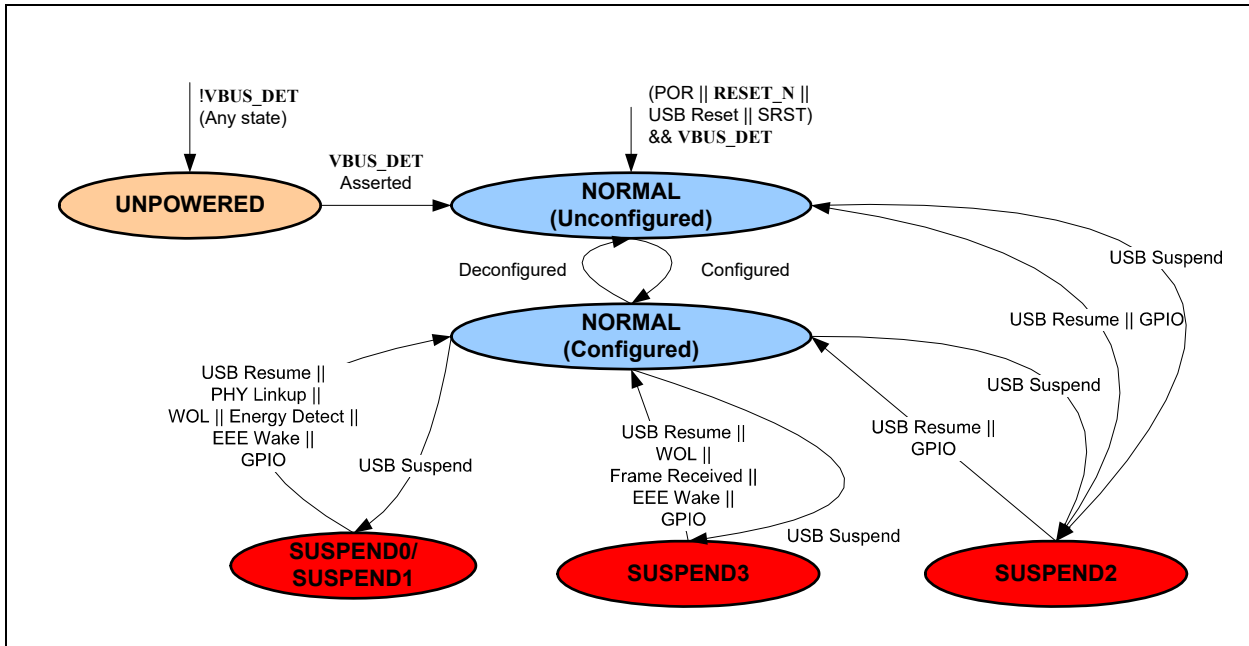 !VBUS_DET
(Any state)
(POR || RESET_N ||
USB Reset || SRST)
&& VBUS_DET
VBUS_DET
Asserted
UNPOWERED
NORMAL
(Unconfigured)
Deconfigured
Configured
USB Suspend
NORMAL
(Configured)
USB Resume || GPIO
USB Resume ||
PHY Linkup ||
WOL || Energy Detect ||
EEE Wake ||
GPIO
USB Suspend
USB Resume ||
WOL ||
Frame Received ||
EEE Wake ||
GPIO
USB Suspend
USB Resume ||
GPIO
USB Suspend
SUSPEND0/
SUSPEND1
SUSPEND3
SUSPEND2